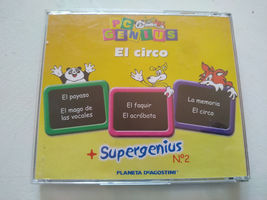 PC
GENIUS
El circo
El payaso
El mago de
las vocales
El faquir
El acróbata
La memoria
El circo
+ Supergenius
Nº2
PLANETA DEAGOSTINI